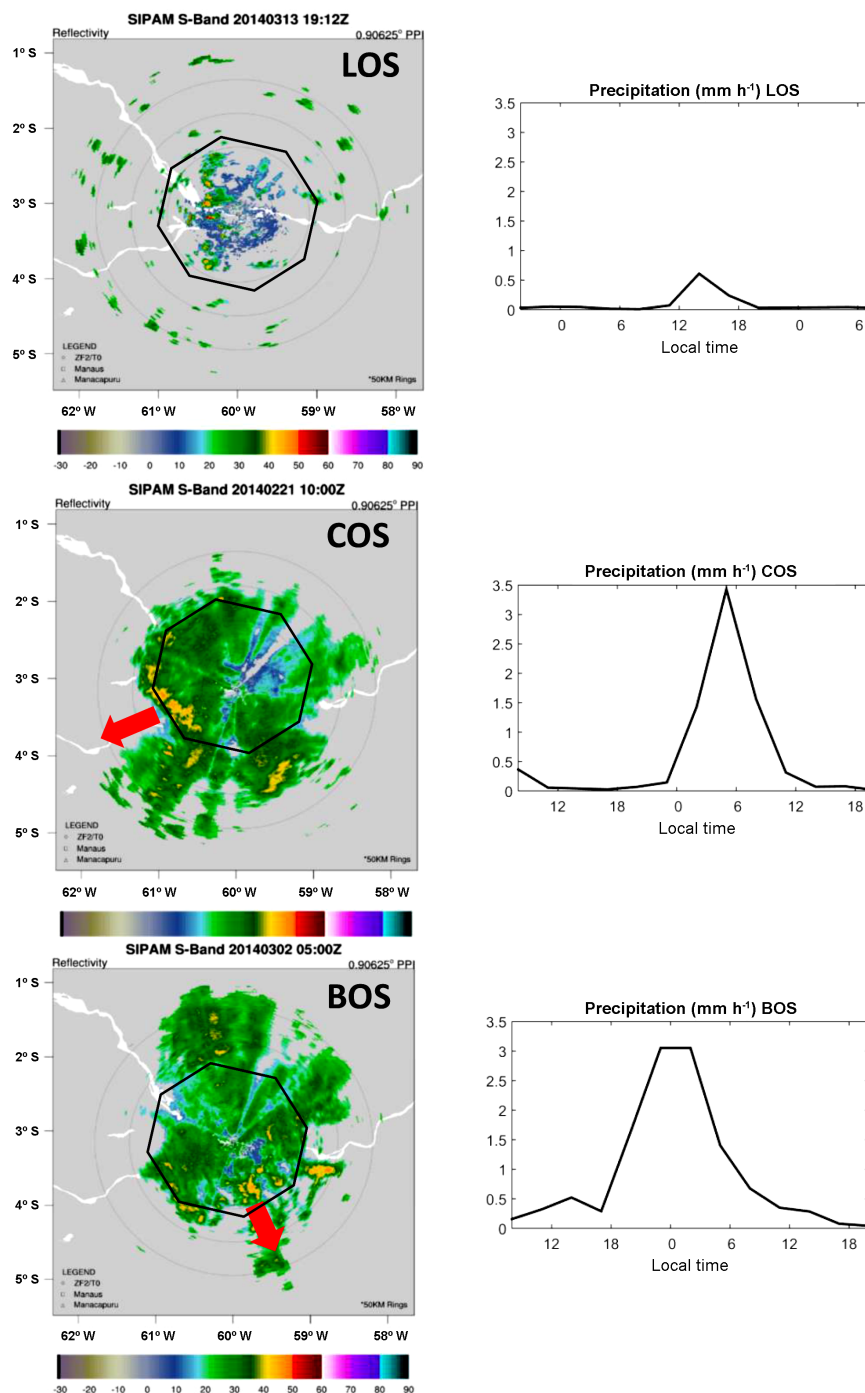 SIPAM S-Band 20140313 19:12Z
Reflectivity 0.90625° PPI
LOS
1° S
2° S
3° S
4° S
5° S
LEGEND
ZF2/T0
Manaus
Manacapuru
*50KM Rings
62° W 61° W 60° W 59° W 58° W
-30 -20 -10 0 10 20 30 40 50 60 70 80 90
Precipitation (mm h-1) LOS
3.5
3
2.5
2
1.5
1
0.5
0
0 6 12 18 0 6
Local time
SIPAM S-Band 20140221 10:00Z
Reflectivity 0.90625° PPI
COS
1° S
2° S
3° S
4° S
5° S
LEGEND
ZF2/T0
Manaus
Manacapuru
*50KM Rings
62° W 61° W 60° W 59° W 58° W
Precipitation (mm h-1) COS
3.5
3
2.5
2
1.5
1
0.5
0
12 18 0 6 12 18
Local time
SIPAM S-Band 20140302 05:00Z
Reflectivity 0.90625° PPI
BOS
1° S
2° S
3° S
4° S
5° S
LEGEND
ZF2/T0
Manaus
Manacapuru
*50KM Rings
62° W 61° W 60° W 59° W 58° W
-30 -20 -10 0 10 20 30 40 50 60 70 80 90
Precipitation (mm h-1) BOS
3.5
3
2.5
2
1.5
1
0.5
0
12 18 0 6 12 18
Local time